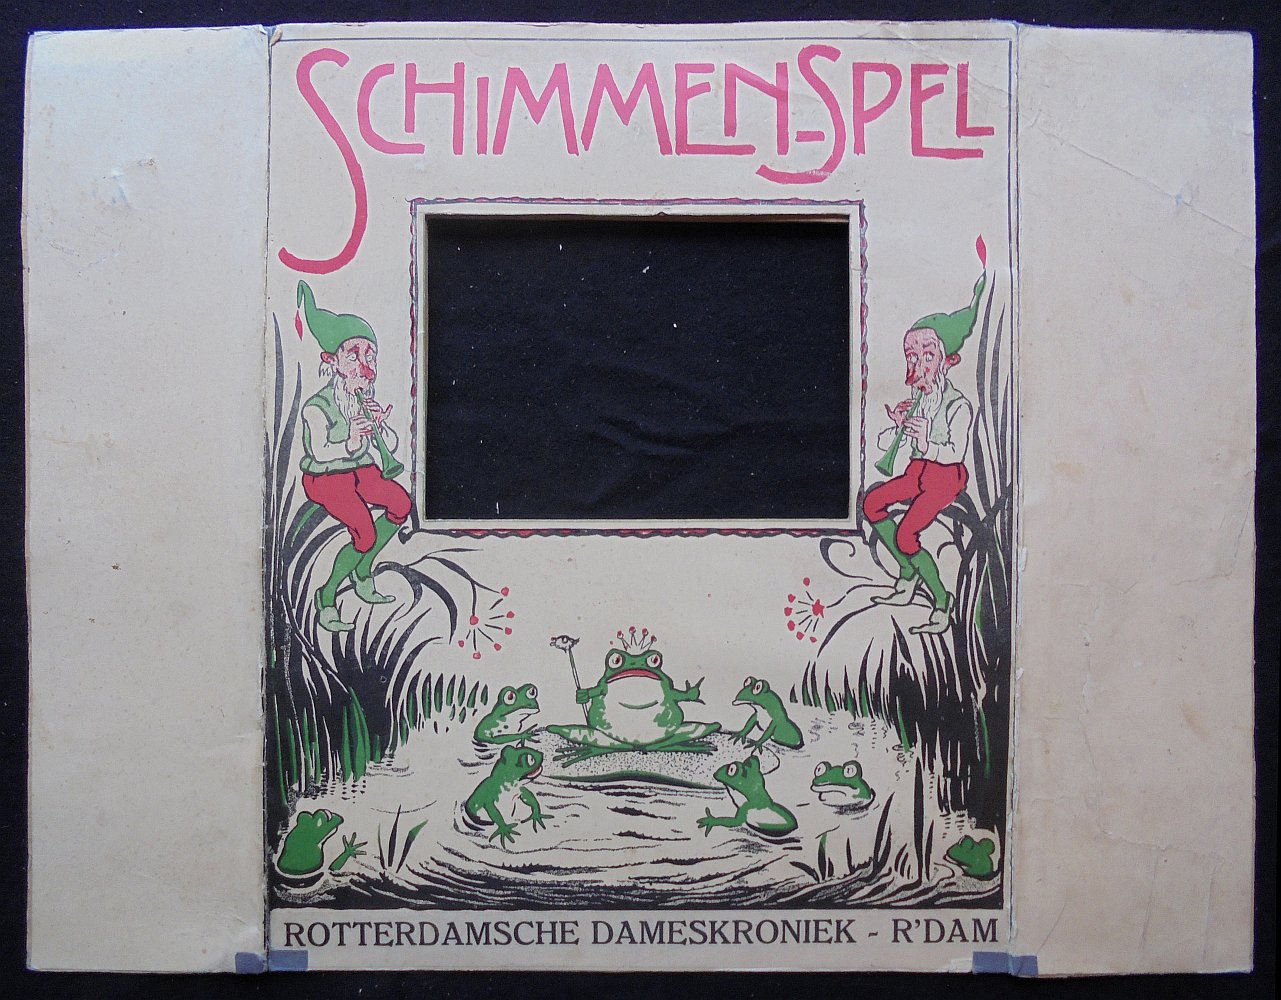 SCHIMMEN-SPEL
ROTTERDAMSCHE DAMESKRONIEK - R'DAM